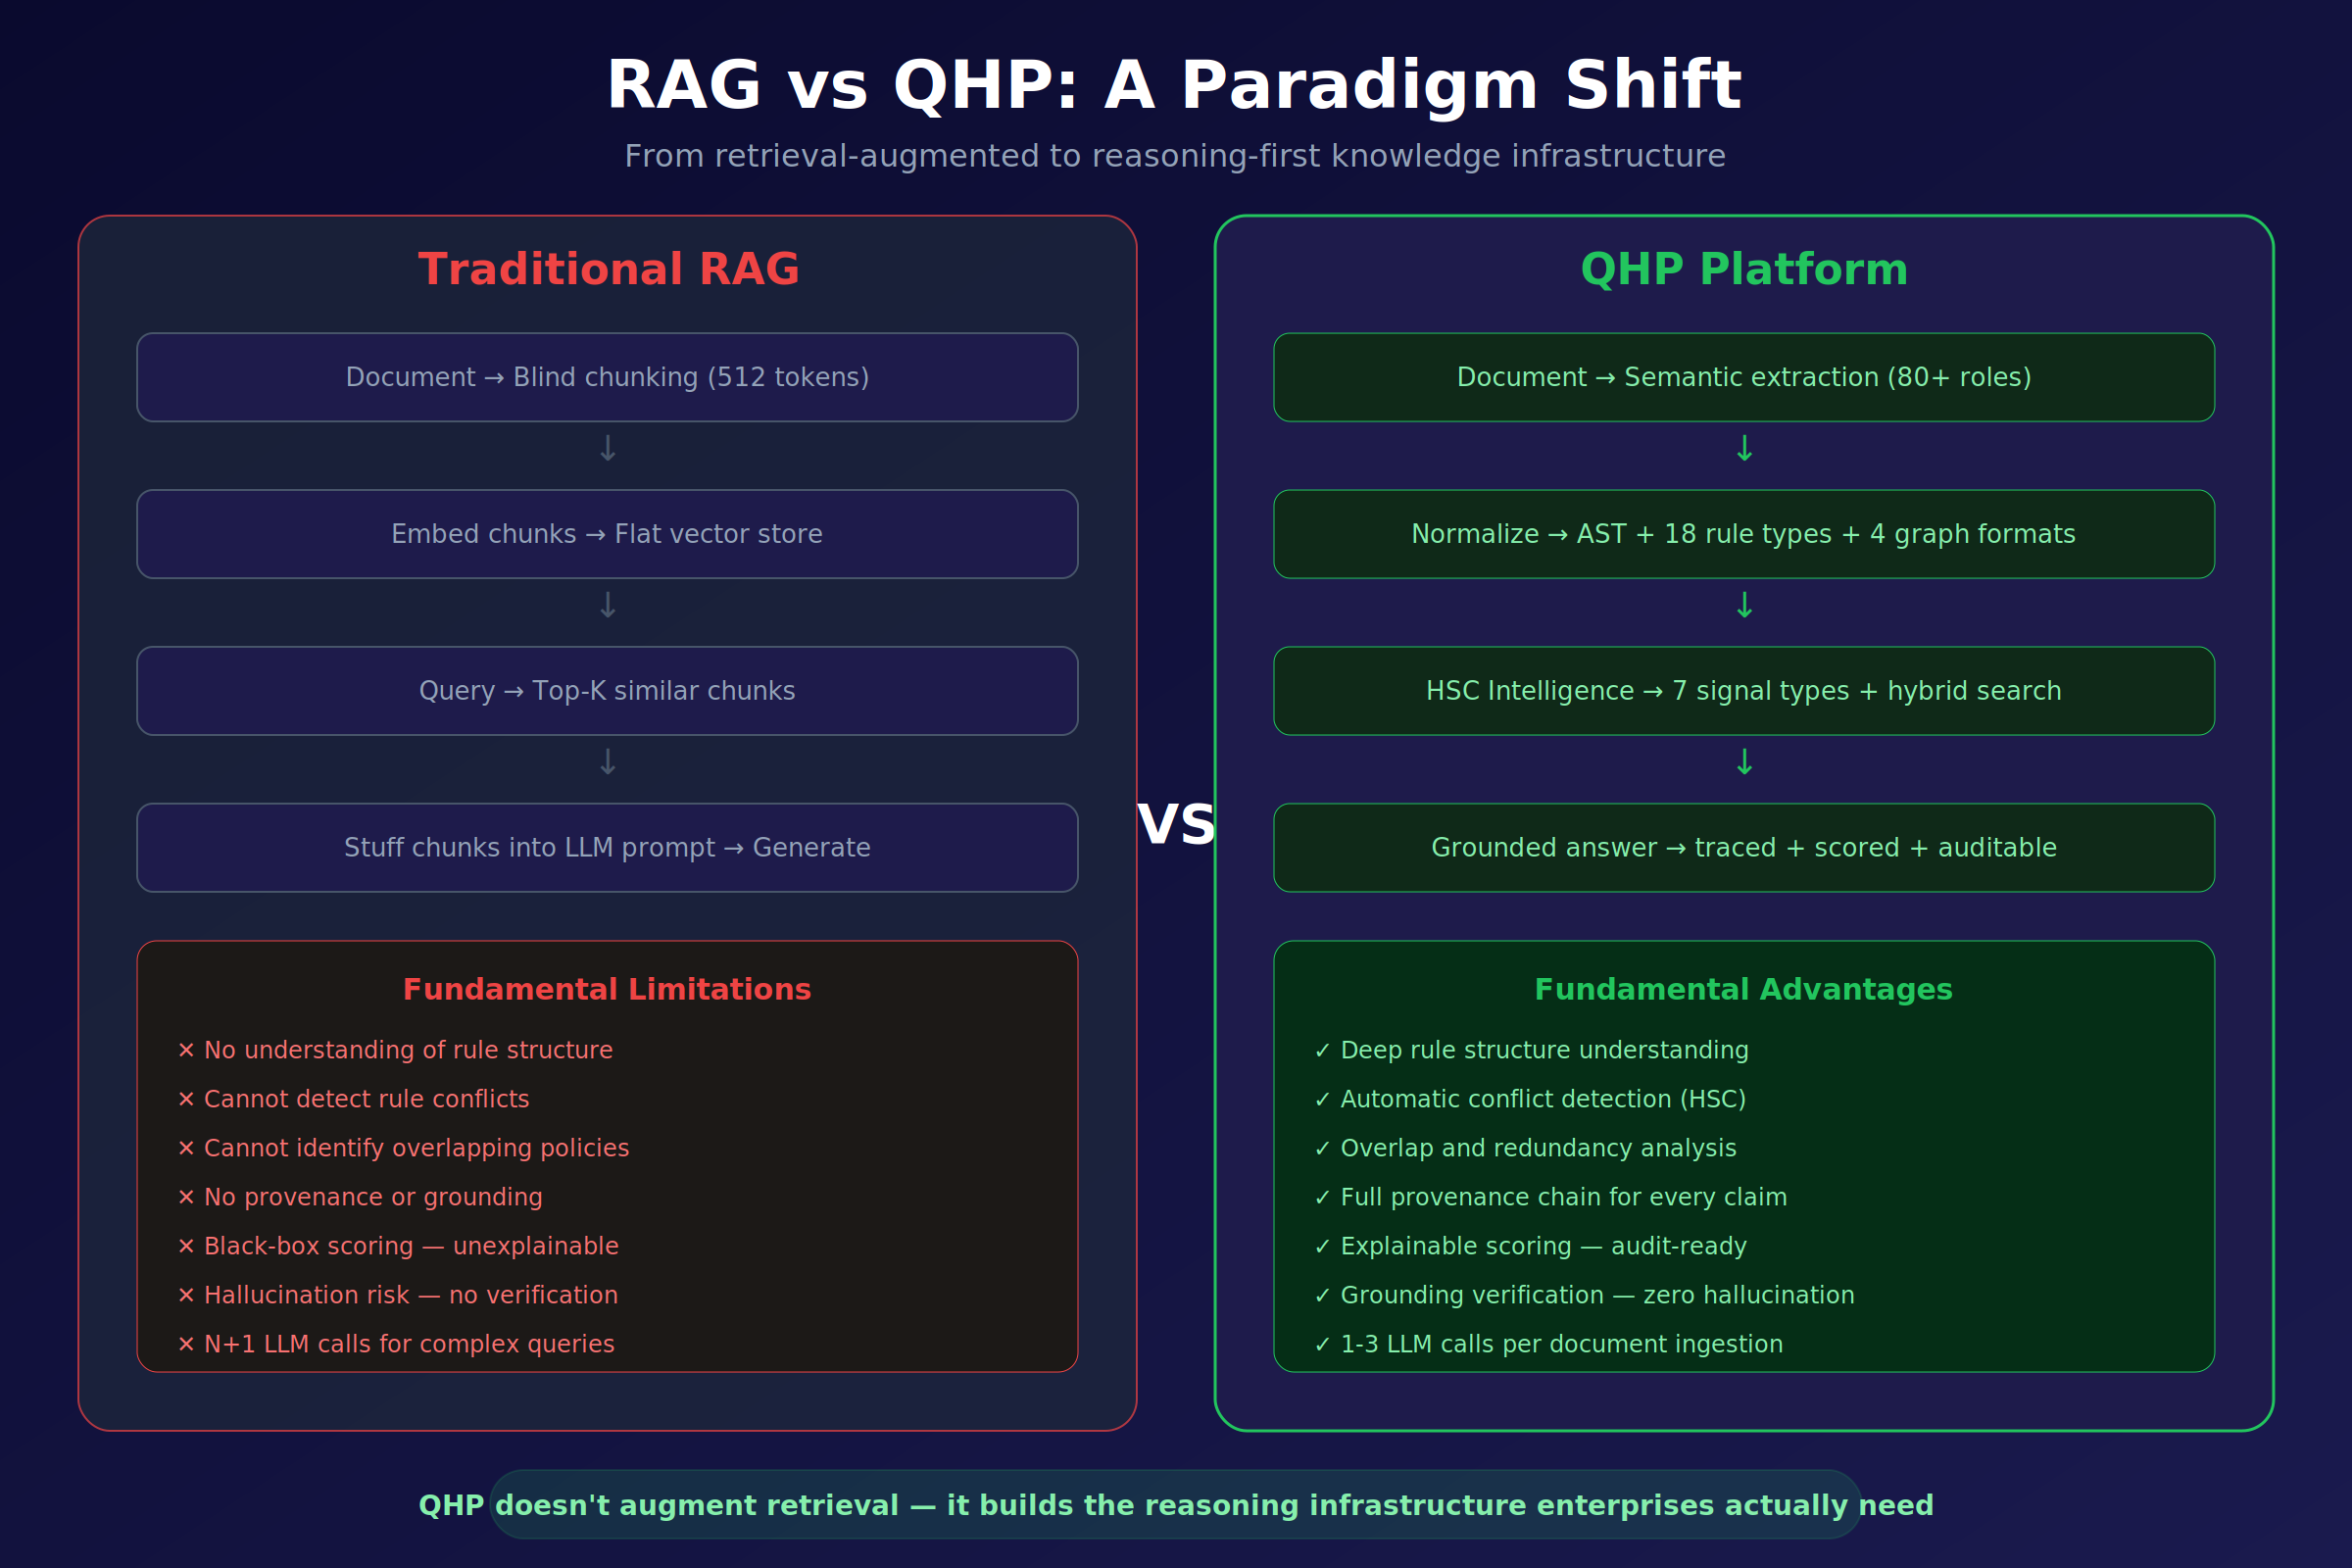 RAG vs QHP: A Paradigm Shift
From retrieval-augmented to reasoning-first knowledge infrastructure
Traditional RAG
Document → Blind chunking (512 tokens)
↓
Embed chunks → Flat vector store
↓
Query → Top-K similar chunks
↓
Stuff chunks into LLM prompt → Generate
Fundamental Limitations
✕ No understanding of rule structure
✕ Cannot detect rule conflicts
✕ Cannot identify overlapping policies
✕ No provenance or grounding
✕ Black-box scoring — unexplainable
✕ Hallucination risk — no verification
✕ N+1 LLM calls for complex queries
VS
QHP Platform
Document → Semantic extraction (80+ roles)
↓
Normalize → AST + 18 rule types + 4 graph formats
↓
HSC Intelligence → 7 signal types + hybrid search
↓
Grounded answer → traced + scored + auditable
Fundamental Advantages
✓ Deep rule structure understanding
✓ Automatic conflict detection (HSC)
✓ Overlap and redundancy analysis
✓ Full provenance chain for every claim
✓ Explainable scoring — audit-ready
✓ Grounding verification — zero hallucination
✓ 1-3 LLM calls per document ingestion
QHP doesn't augment retrieval — it builds the reasoning infrastructure enterprises actually need